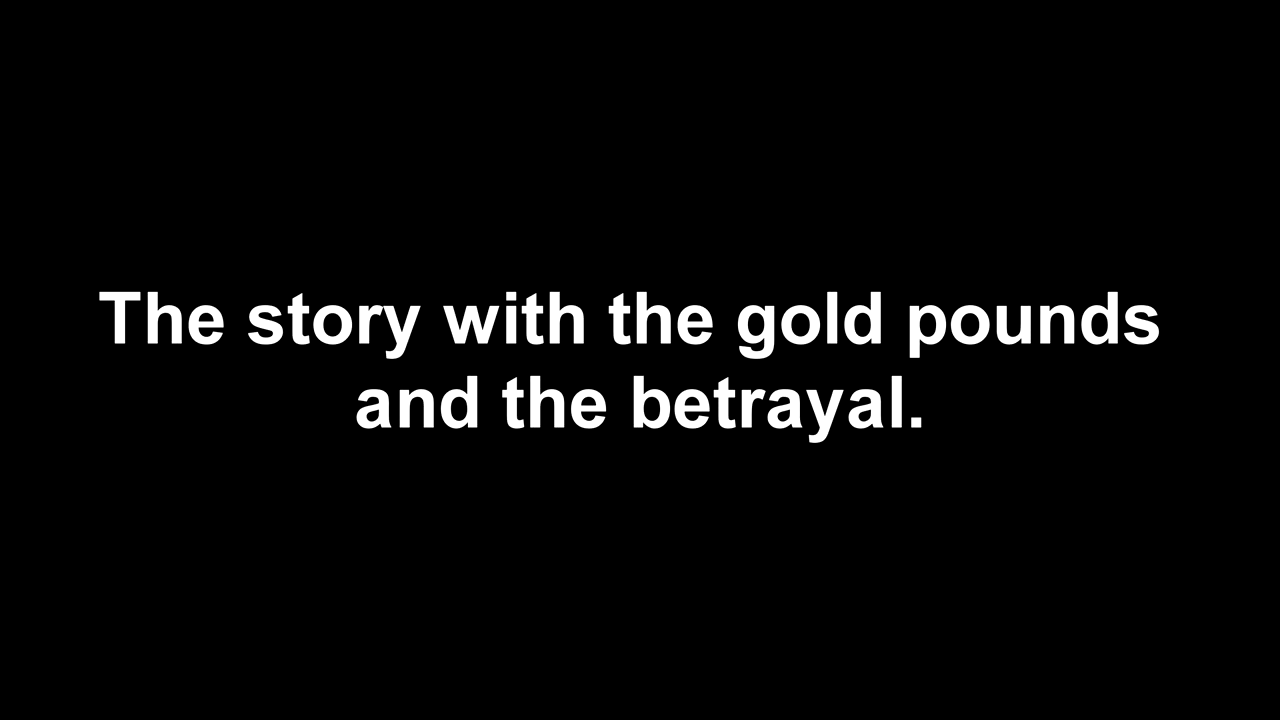 The story with the gold pounds
and the betrayal.